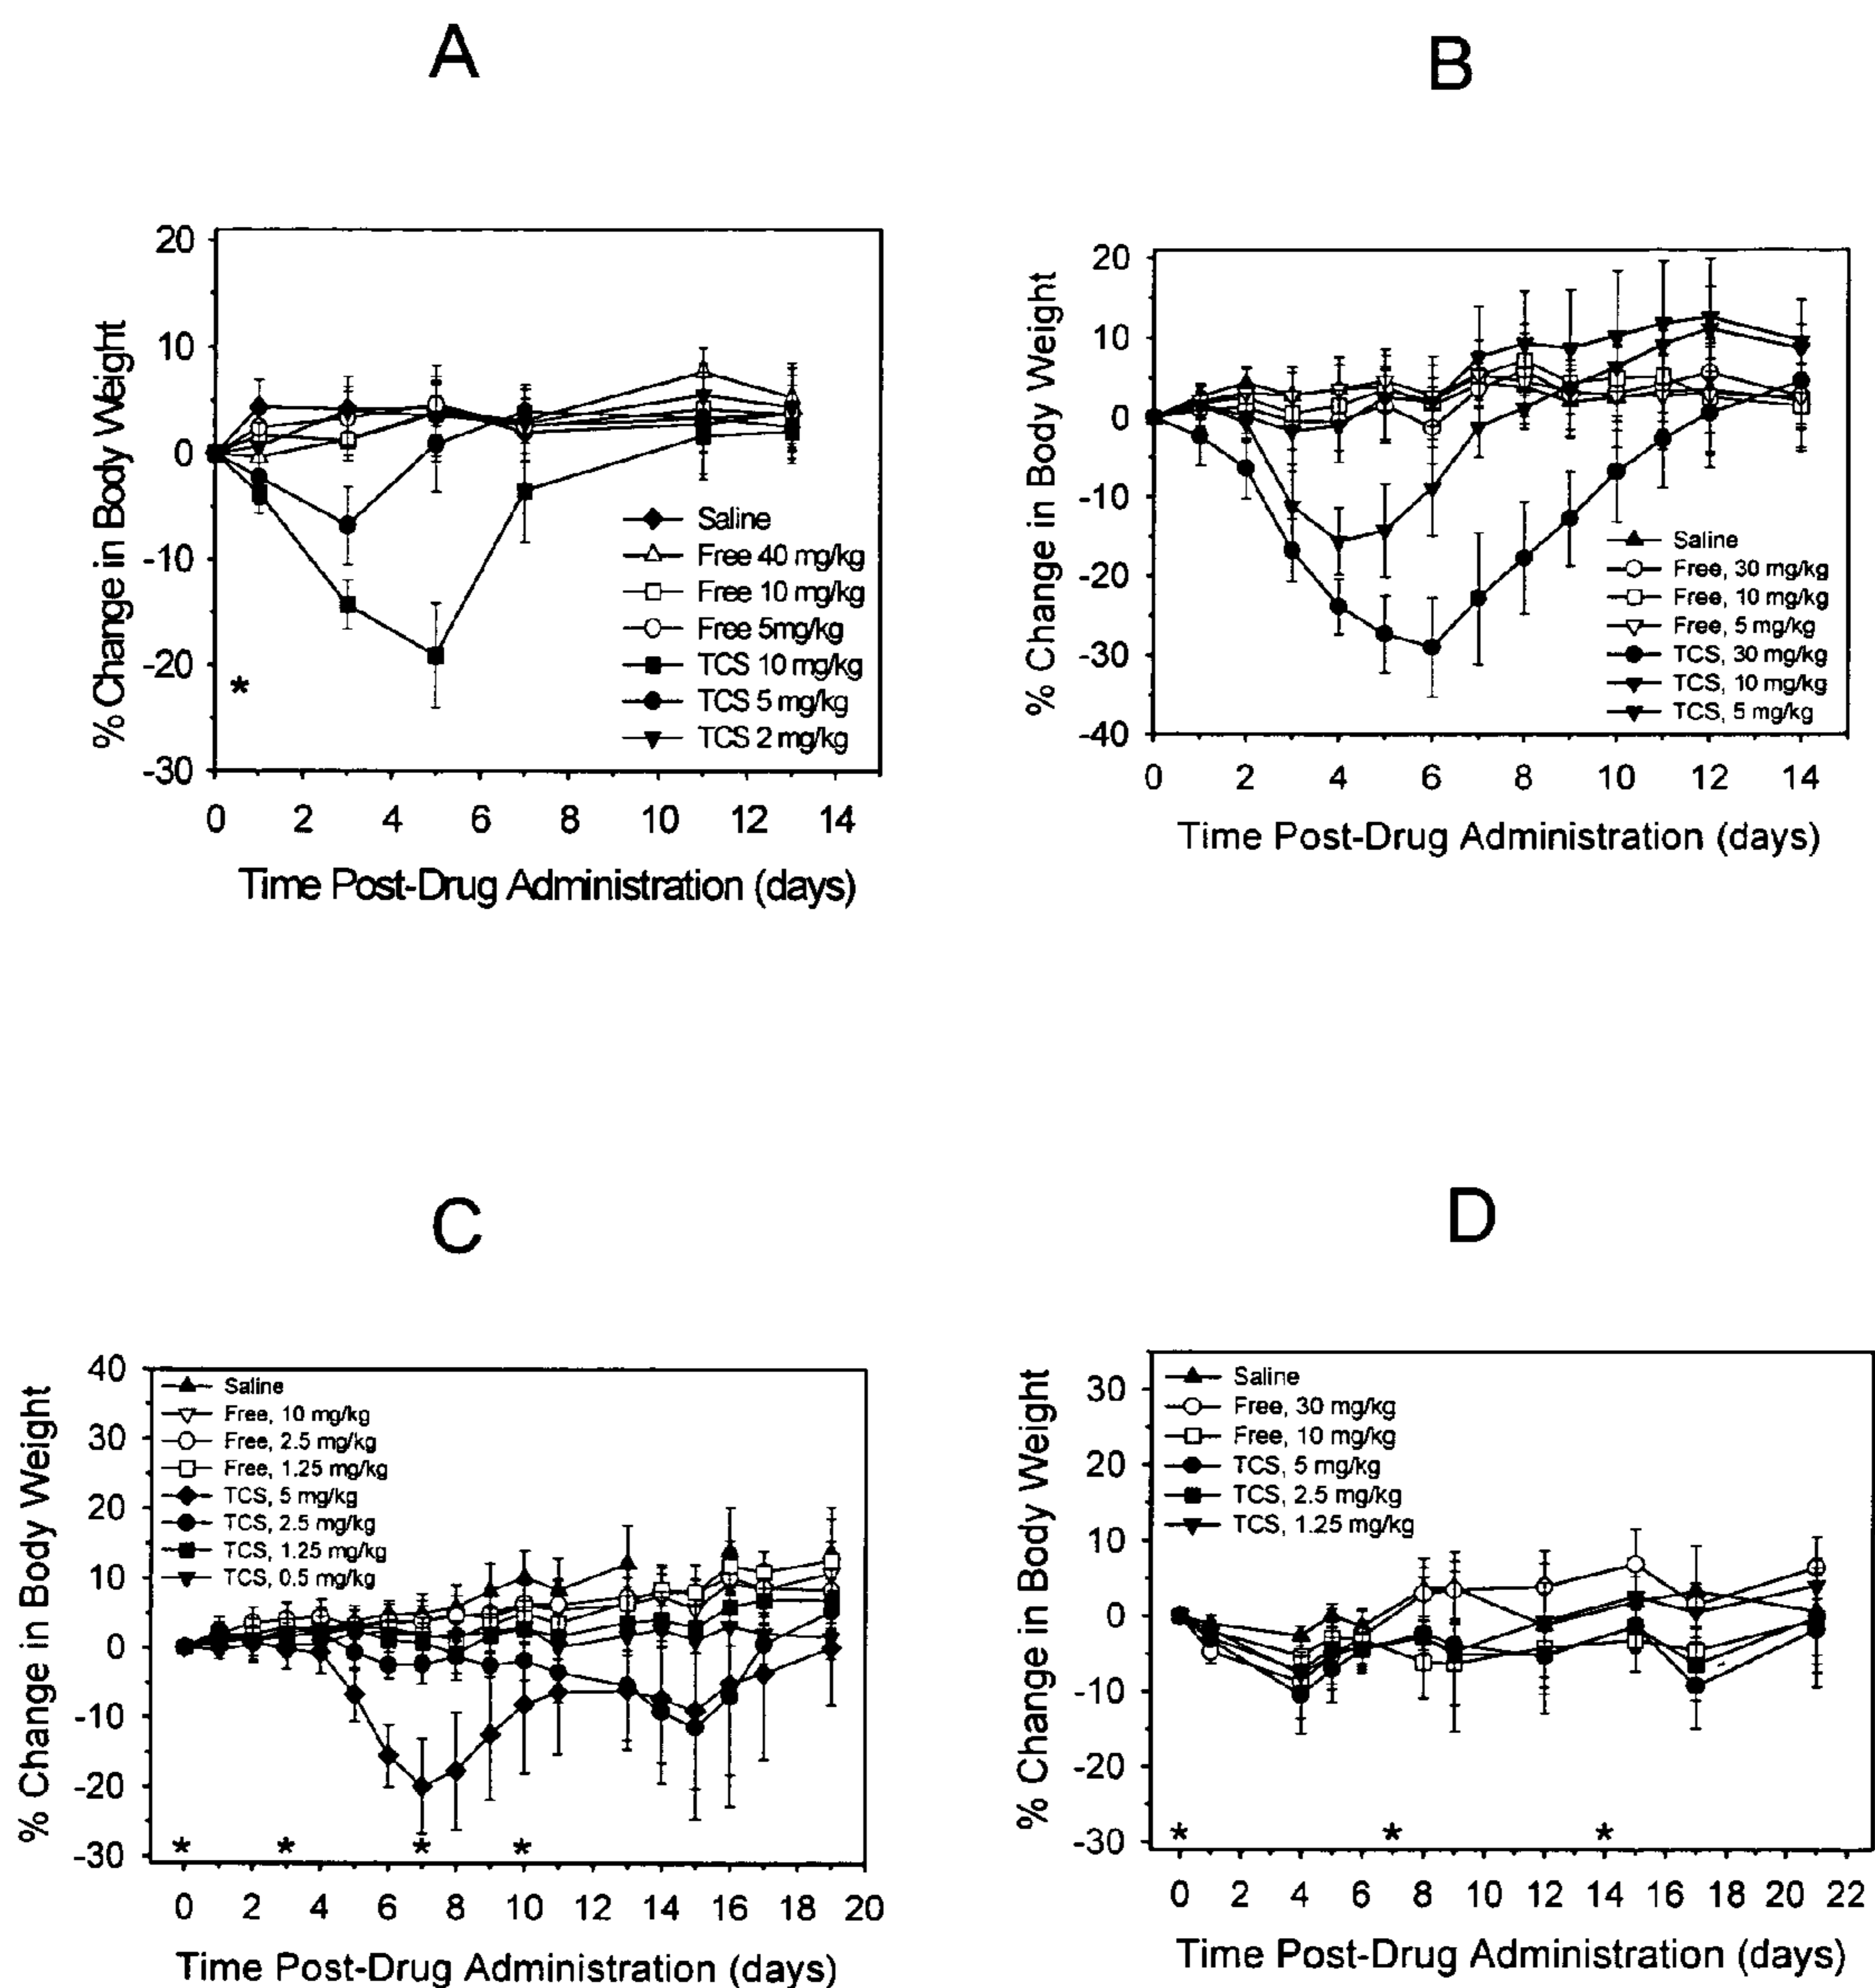 A
% Change in Body Weight
20
10
0
-10
-20
-30
*
Saline
Free 40 mg/kg
Free 10 mg/kg
Free 5mg/kg
TCS 10 mg/kg
TCS 5 mg/kg
TCS 2 mg/kg
0 2 4 6 8 10 12 14
Time Post-Drug Administration (days)
B
% Change in Body Weight
20
10
0
-10
-20
-30
-40
Saline
Free, 30 mg/kg
Free, 10 mg/kg
Free, 5 mg/kg
TCS, 30 mg/kg
TCS, 10 mg/kg
TCS, 5 mg/kg
0 2 4 6 8 10 12 14
Time Post-Drug Administration (days)
C
% Change in Body Weight
40
30
20
10
0
-10
-20
-30
Saline
Free, 10 mg/kg
Free, 2.5 mg/kg
Free, 1.25 mg/kg
TCS, 5 mg/kg
TCS, 2.5 mg/kg
TCS, 1.25 mg/kg
TCS, 0.5 mg/kg
* * * *
0 2 4 6 8 10 12 14 16 18 20
Time Post-Drug Administration (days)
D
% Change in Body Weight
30
20
10
0
-10
-20
-30
Saline
Free, 30 mg/kg
Free, 10 mg/kg
TCS, 5 mg/kg
TCS, 2.5 mg/kg
TCS, 1.25 mg/kg
* * *
0 2 4 6 8 10 12 14 16 18 20 22
Time Post-Drug Administration (days)